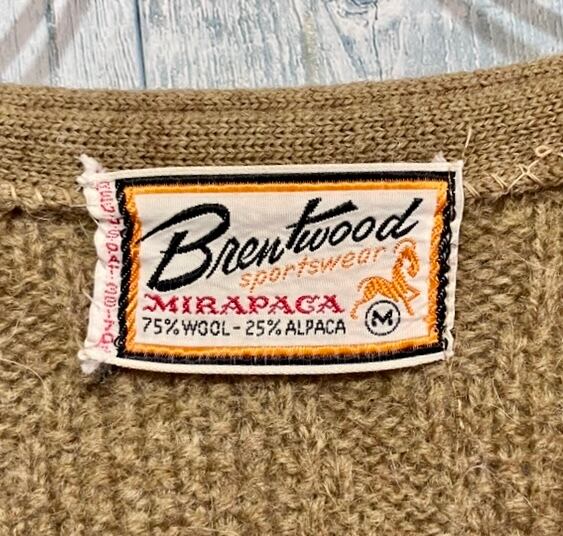 Brentwood
sportswear
MIRAPACA
75% WOOL - 25% ALPACA
M